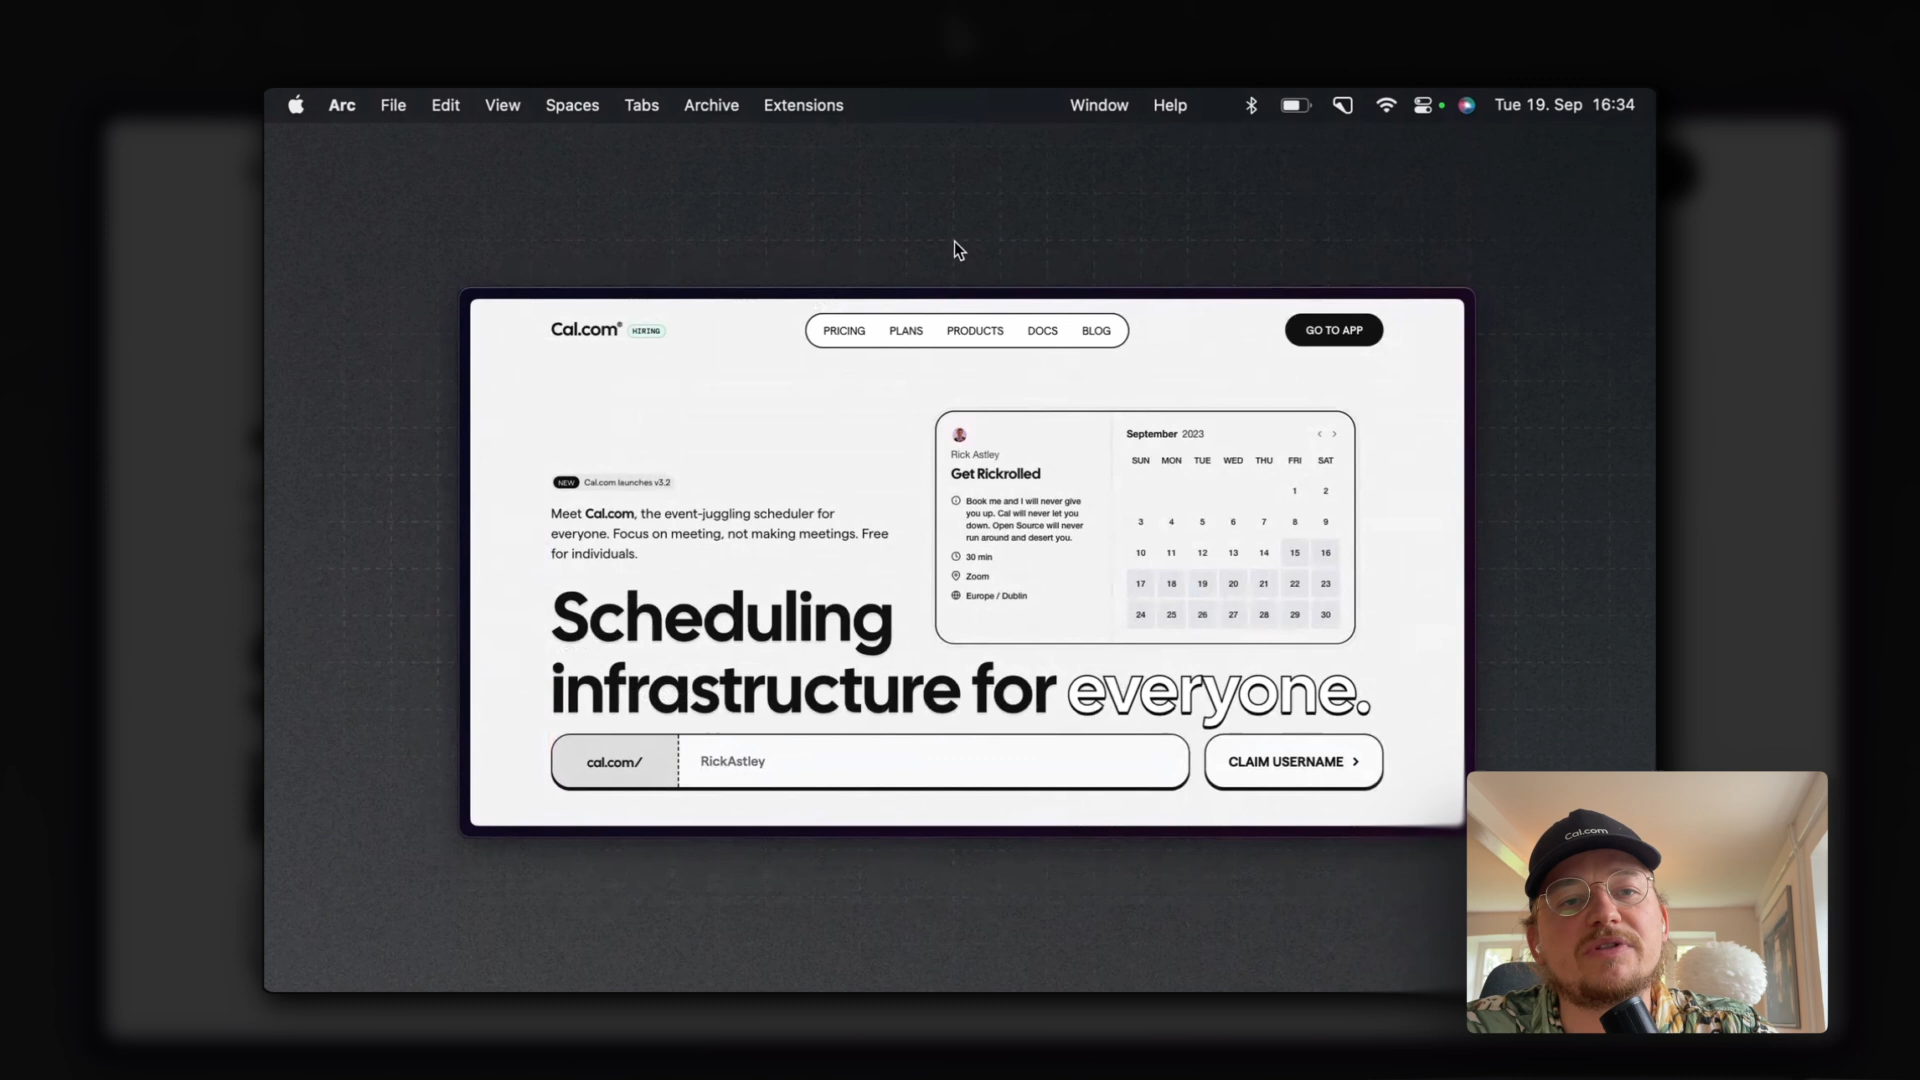 Arc File Edit View Spaces Tabs Archive Extensions Window Help Tue 19. Sep 16:34
Cal.com® HIRING
PRICING PLANS PRODUCTS DOCS BLOG
GO TO APP
NEW Cal.com launches v3.2
Meet Cal.com, the event-juggling scheduler for
everyone. Focus on meeting, not making meetings. Free
for individuals.
Rick Astley
Get Rickrolled
Book me and I will never give
you up. Cal will never let you
down. Open Source will never
run around and desert you.
30 min
Zoom
Europe / Dublin
September 2023
SUN MON TUE WED THU FRI SAT
1 2
3 4 5 6 7 8 9
10 11 12 13 14 15 16
17 18 19 20 21 22 23
24 25 26 27 28 29 30
Scheduling
infrastructure for everyone.
cal.com/ RickAstley
CLAIM USERNAME
Cal.com